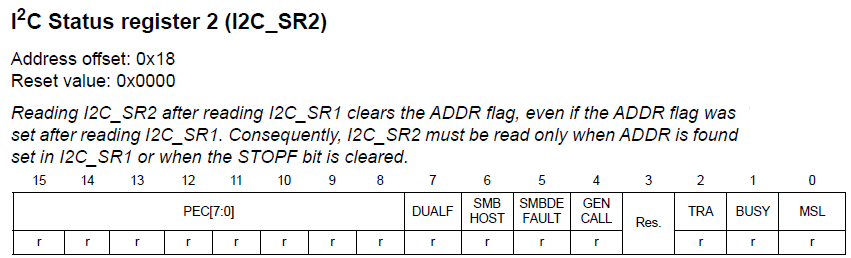 I²C Status register 2 (I2C_SR2)
Address offset: 0x18
Reset value: 0x0000
Reading I2C_SR2 after reading I2C_SR1 clears the ADDR flag, even if the ADDR flag was
set after reading I2C_SR1. Consequently, I2C_SR2 must be read only when ADDR is found
set in I2C_SR1 or when the STOPF bit is cleared.
15 14 13 12 11 10 9 8 7 6 5 4 3 2 1 0
PEC[7:0] DUALF SMB HOST SMBDE FAULT GEN CALL Res. TRA BUSY MSL
r r r r r r r r r r r r r r r